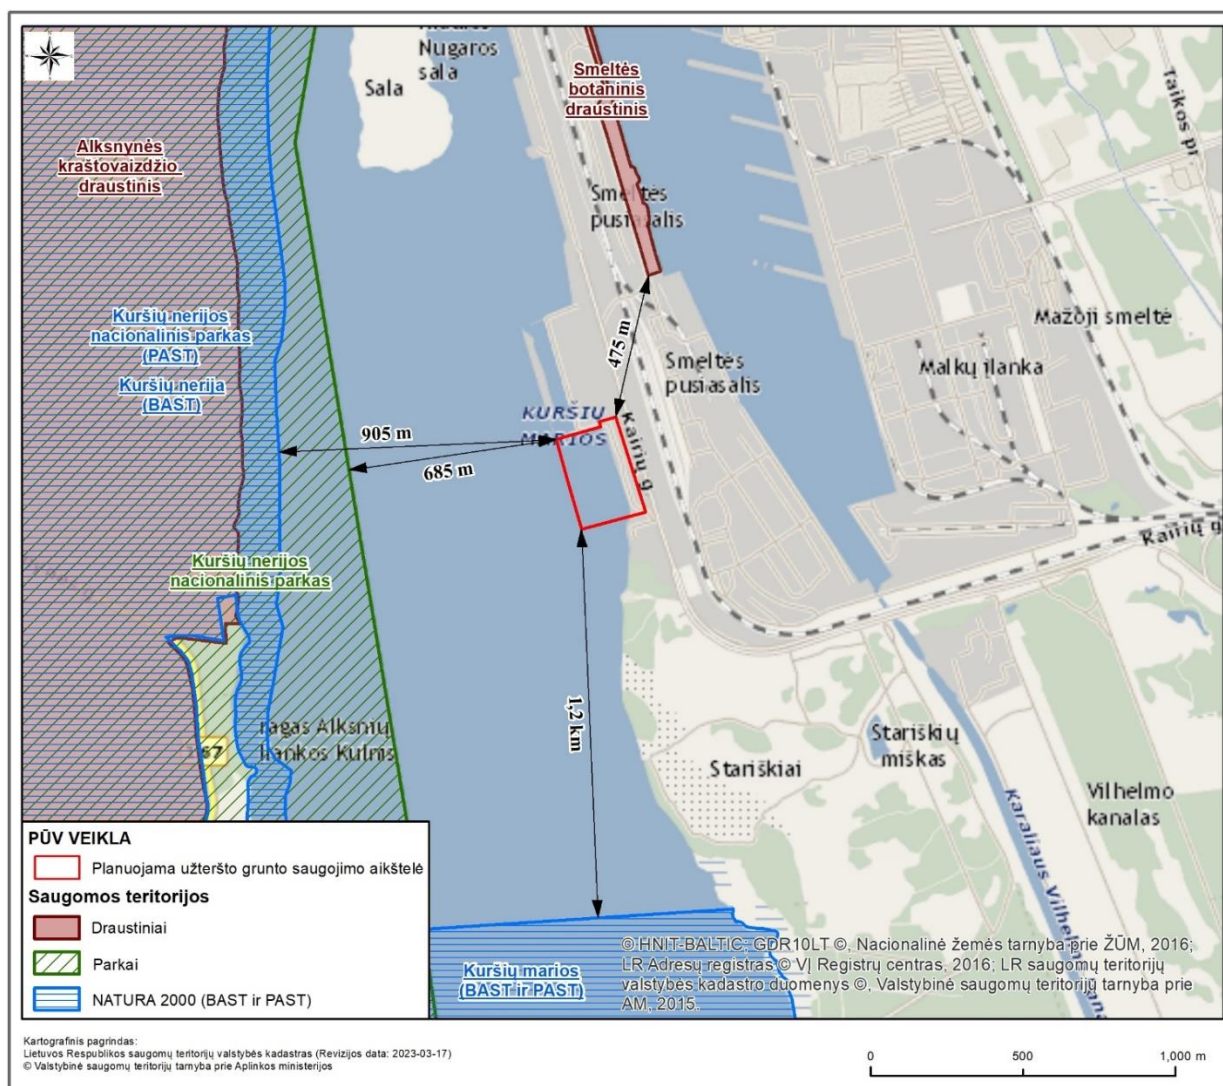 Nugaros
sala
Sala
Smeltės
botaninis
draustinis
Taikos pr.
Alksnynės
kraštovaizdžio
draustinis
Smeltės
pusiasalis
Kuršių nerijos
nacionalinis parkas
(PAST)
Kuršių nerija
(BAST)
Mažoji smeltė
475 m
Smeltės
pusiasalis
Malkų įlanka
KURŠIŲ
MARIOS
Kairių g.
905 m
685 m
Kairių g
Kuršių nerijos
nacionalinis parkas
1,2 km
ragas Alksnių
Įlankos Kulnis
167
Stariškių
miškas
Stariškiai
Vilhelmo
kanalas
Karaliaus Vilhelmo kana
PŪV VEIKLA
Planuojama užteršto grunto saugojimo aikštelė
Saugomos teritorijos
Draustiniai
Parkai
NATURA 2000 (BAST ir PAST)
Kuršių marios
(BAST ir PAST)
© HNIT-BALTIC; GDR10LT ©, Nacionalinė žemės tarnyba prie ŽŪM, 2016;
LR Adresų registras © VĮ Registrų centras, 2016; LR saugomų teritorijų
valstybės kadastro duomenys ©, Valstybinė saugomų teritorijų tarnyba prie
AM, 2015.
Kartografinis pagrindas:
Lietuvos Respublikos saugomų teritorijų valstybės kadastras (Revizijos data: 2023-03-17)
© Valstybinė saugomų teritorijų tarnyba prie Aplinkos ministerijos
0 500 1,000 m